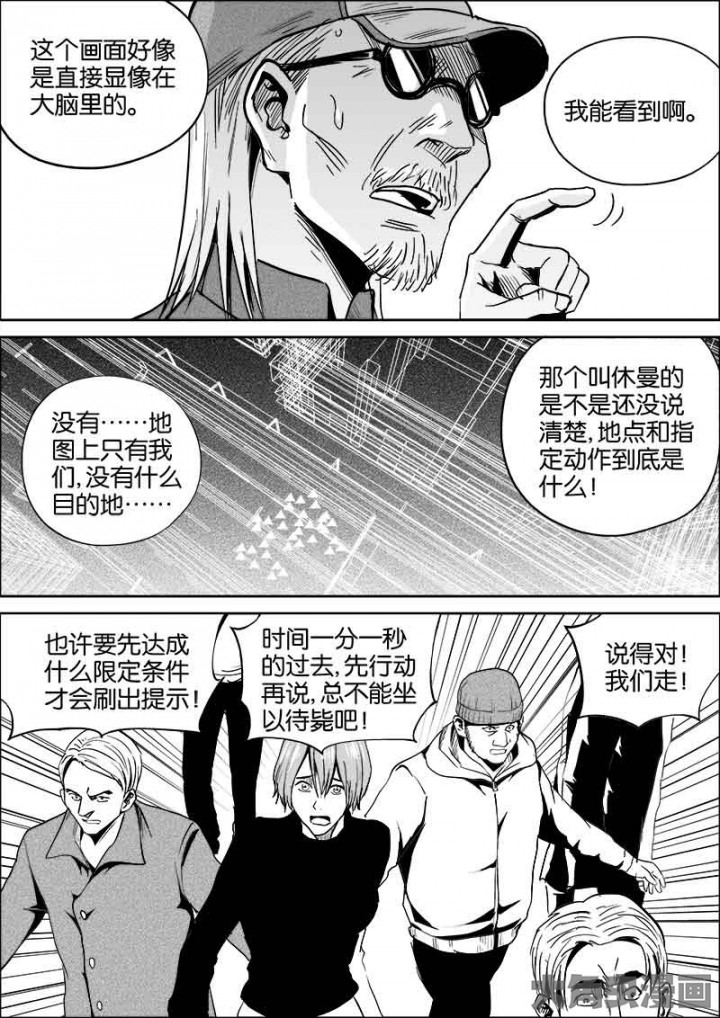 我能看到啊。
这个画面好像
是直接显像在
大脑里的。
那个叫休曼的
是不是还没说
清楚,地点和指
定动作到底是
什么！
没有……地
图上只有我
们,没有什么
目的地……
说得对！
我们走！
时间一分一秒
的过去,先行动
再说,总不能坐
以待毙吧！
也许要先达成
什么限定条件
才会刷出提示！